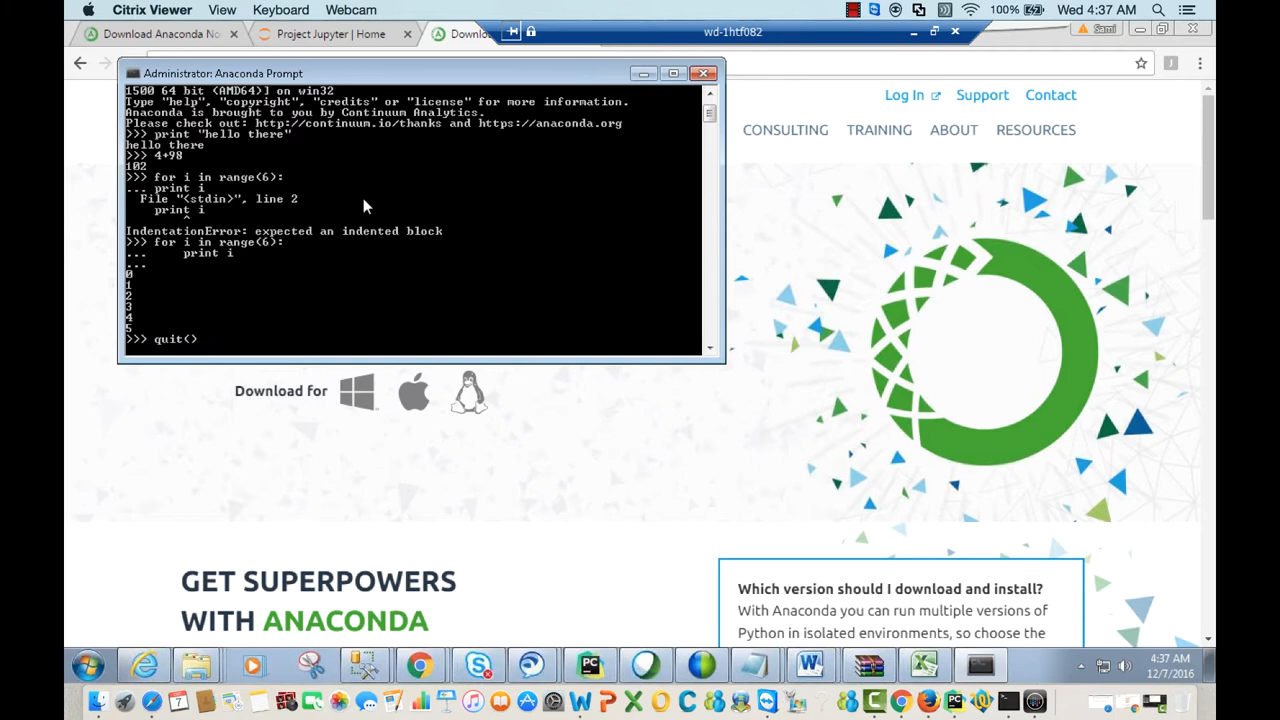 Citrix Viewer View Keyboard Webcam 100% Wed 4:37 AM
Download Anaconda No Project Jupyter | Home Downlo wd-1htf082 Sami
Administrator: Anaconda Prompt
1500 64 bit (AMD64)] on win32
Type "help", "copyright", "credits" or "license" for more information.
Anaconda is brought to you by Continuum Analytics.
Please check out: http://continuum.io/thanks and https://anaconda.org
>>> print "hello there"
hello there
>>> 4+98
102
>>> for i in range(6):
... print i
File "<stdin>", line 2
print i
^
IndentationError: expected an indented block
>>> for i in range(6):
... print i
...
0
1
2
3
4
5
>>> quit()
Log In Support Contact
CONSULTING TRAINING ABOUT RESOURCES
Download for
GET SUPERPOWERS
WITH ANACONDA
Which version should I download and install?
With Anaconda you can run multiple versions of
Python in isolated environments, so choose the
4:37 AM
12/7/2016